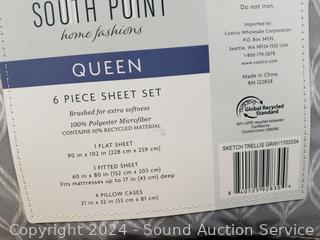 SOUTH POINT
home fashions
QUEEN
6 PIECE SHEET SET
Brushed for extra softness
100% Polyester Microfiber
CONTAINS 50% RECYCLED MATERIAL
1 FLAT SHEET
90 in x 102 in (228 cm x 259 cm)
1 FITTED SHEET
60 in x 80 in (152 cm x 203 cm)
Fits mattresses up to 17 in (43 cm) deep
4 PILLOW CASES
21 in x 32 in (53 cm x 81 cm)
Do not iron.
Imported by:
Costco Wholesale Corporation
P.O. Box 34535,
Seattle, WA 98124-1535 USA
1-800-774-2678
www.costco.com
Made in China
RN 122858
Global Recycled
Standard
Control Union
SKETCH TRELLIS GRAY/1703334
Copyright 2024 - Sound Auction Service